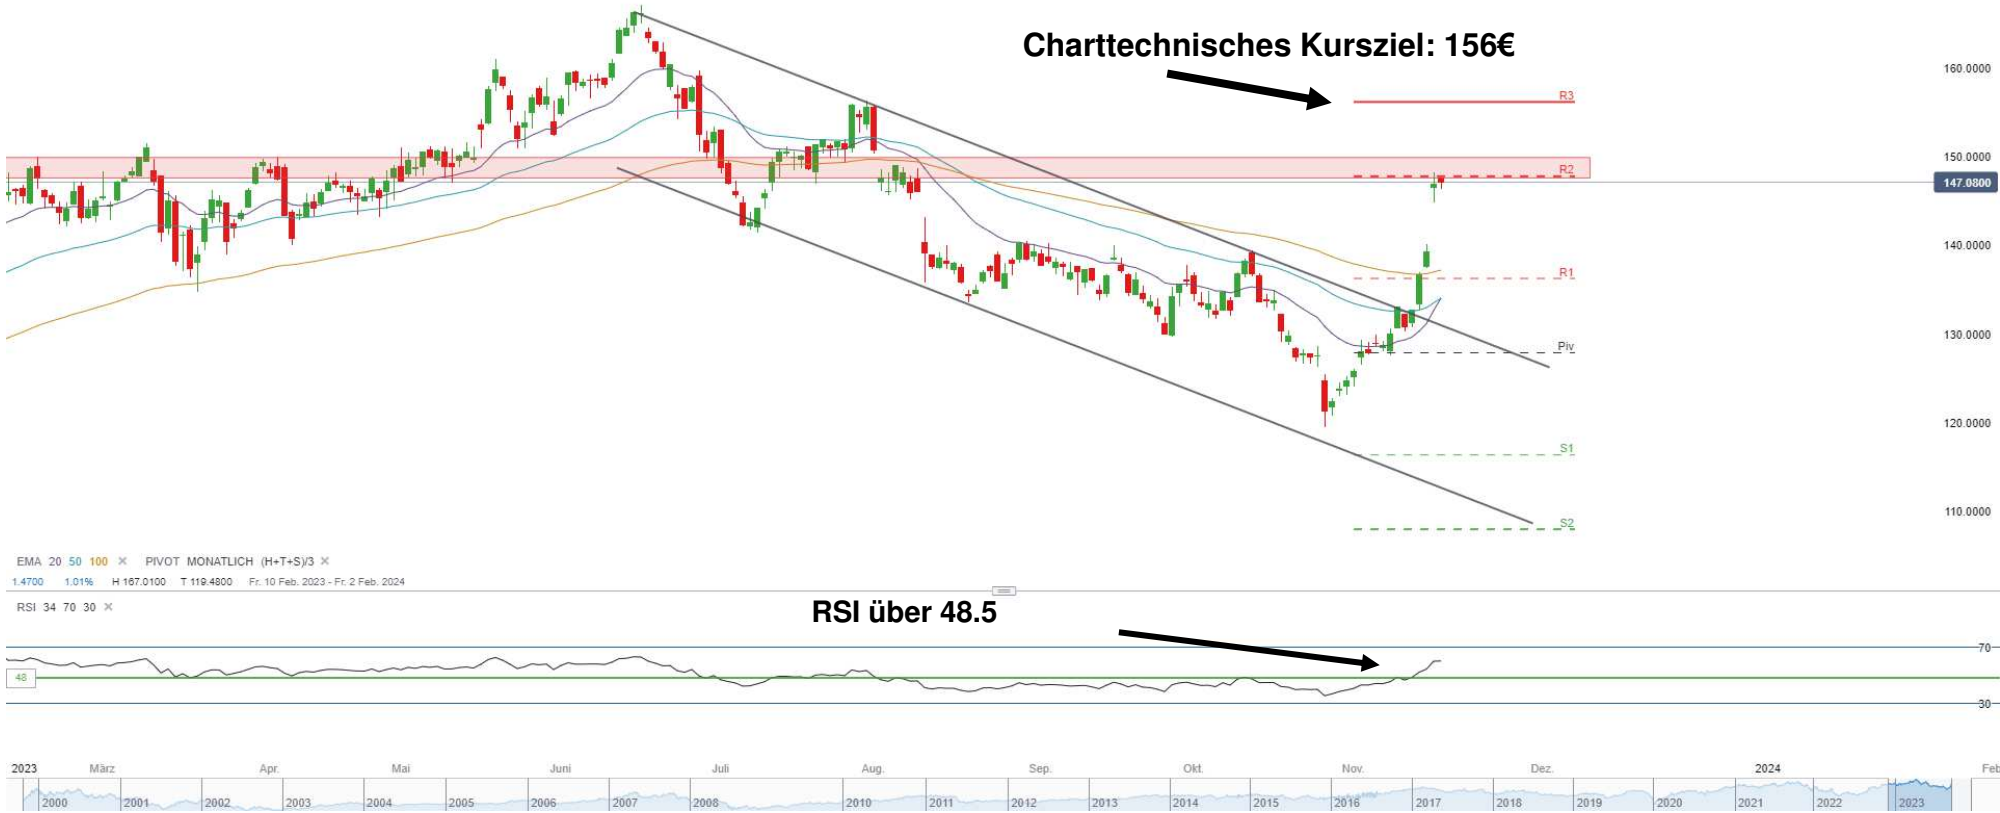 Charttechnisches Kursziel: 156€
160.0000
R3
150.0000
R2
147.0800
140.0000
R1
130.0000
Piv
120.0000
S1
110.0000
S2
EMA 20 50 100 × PIVOT MONATLICH (H+T+S)/3 ×
1.4700 1.01% H 167.0100 T 119.4800 Fr. 10 Feb. 2023 - Fr. 2 Feb. 2024
RSI 34 70 30 ×
RSI über 48.5
70
48
30
2023 März Apr. Mai Juni Juli Aug. Sep. Okt. Nov. Dez. 2024 Feb
2000 2001 2002 2003 2004 2005 2006 2007 2008 2010 2011 2012 2013 2014 2015 2016 2017 2018 2019 2020 2021 2022 2023